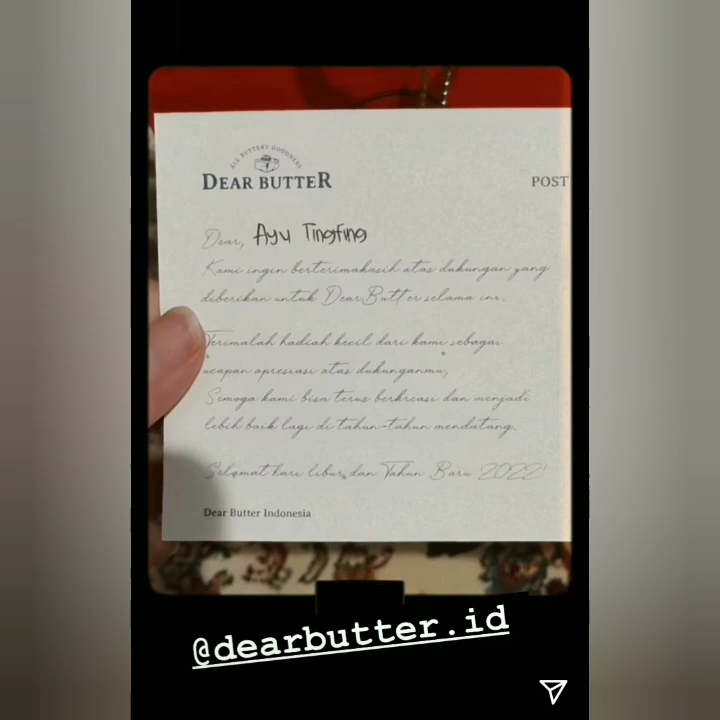 ALL BUTTERY GOODNESS
DEAR BUTTER
POST
Dear, Ayu Tingting
Kami ingin berterimakasih atas dukungan yang
diberikan untuk Dear Butter selama ini.
Terimalah hadiah kecil dari kami sebagai
ucapan apresiasi atas dukunganmu,
Semoga kami bisa terus berkreasi dan menjadi
lebih baik lagi di tahun-tahun mendatang.
Selamat hari libur dan Tahun Baru 2022!
Dear Butter Indonesia
@dearbutter.id